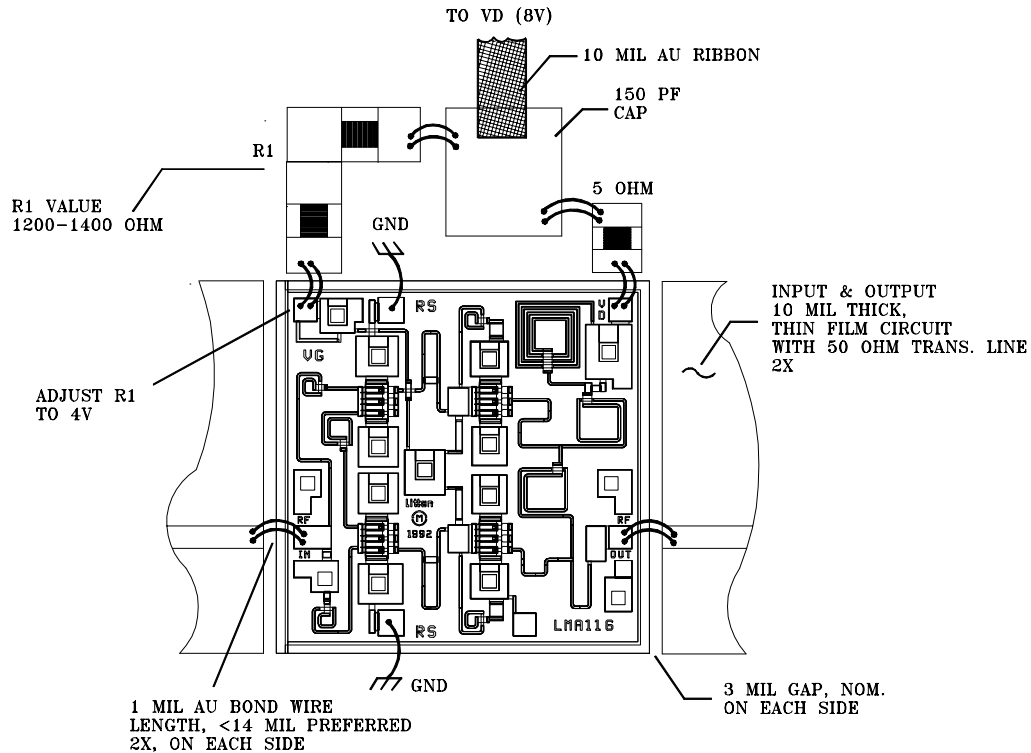 TO VD (8V)
10 MIL AU RIBBON
150 PF
CAP
R1
5 OHM
R1 VALUE
1200-1400 OHM
GND
INPUT & OUTPUT
10 MIL THICK,
THIN FILM CIRCUIT
WITH 50 OHM TRANS. LINE
2X
RS
V
D
VG
ADJUST R1
TO 4V
Litton
M
1992
RF
IN
RF
OUT
RS
LMA116
GND
1 MIL AU BOND WIRE
LENGTH, <14 MIL PREFERRED
2X, ON EACH SIDE
3 MIL GAP, NOM.
ON EACH SIDE